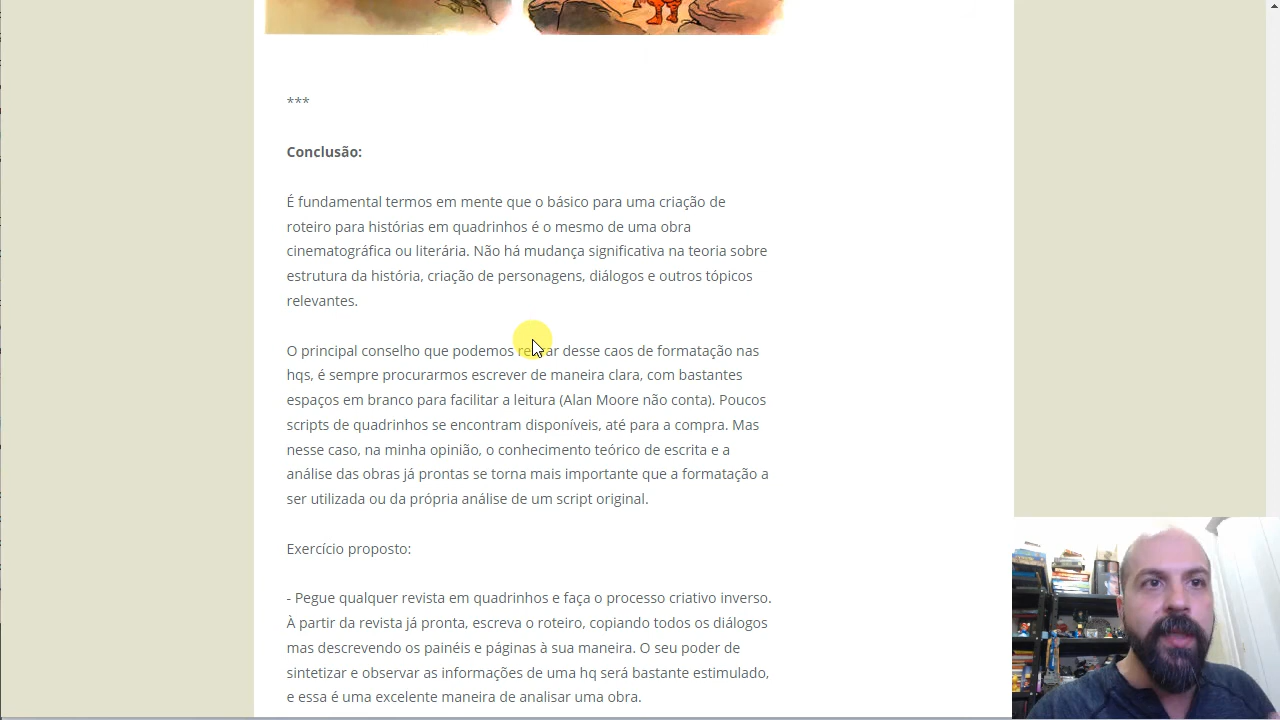 ***
Conclusão:
É fundamental termos em mente que o básico para uma criação de
roteiro para histórias em quadrinhos é o mesmo de uma obra
cinematográfica ou literária. Não há mudança significativa na teoria sobre
estrutura da história, criação de personagens, diálogos e outros tópicos
relevantes.
O principal conselho que podemos retirar desse caos de formatação nas
hqs, é sempre procurarmos escrever de maneira clara, com bastantes
espaços em branco para facilitar a leitura (Alan Moore não conta). Poucos
scripts de quadrinhos se encontram disponíveis, até para a compra. Mas
nesse caso, na minha opinião, o conhecimento teórico de escrita e a
análise das obras já prontas se torna mais importante que a formatação a
ser utilizada ou da própria análise de um script original.
Exercício proposto:
- Pegue qualquer revista em quadrinhos e faça o processo criativo inverso.
À partir da revista já pronta, escreva o roteiro, copiando todos os diálogos
mas descrevendo os painéis e páginas à sua maneira. O seu poder de
sintetizar e observar as informações de uma hq será bastante estimulado,
e esta é uma excelente maneira de analisar uma obra.